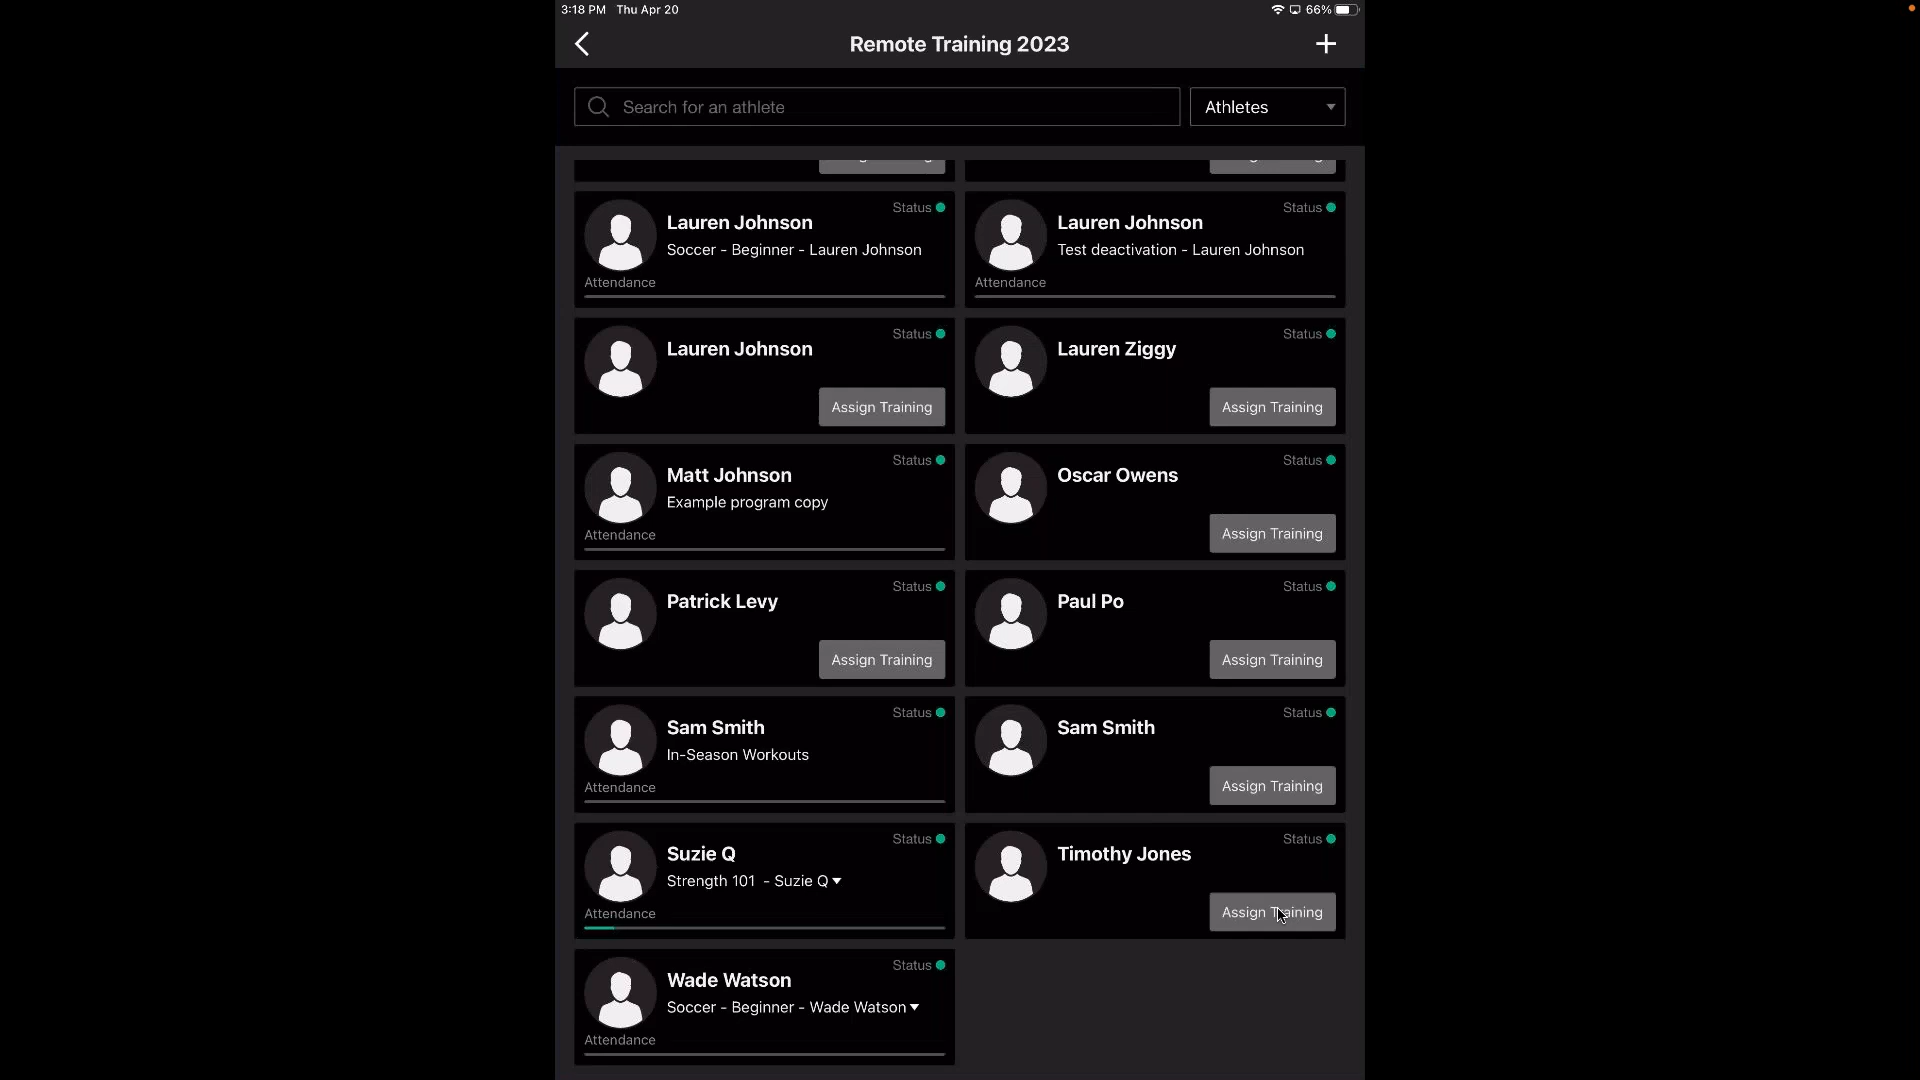 3:18 PM Thu Apr 20
66%
Remote Training 2023
Search for an athlete
Athletes
Status
Lauren Johnson
Soccer - Beginner - Lauren Johnson
Attendance
Status
Lauren Johnson
Test deactivation - Lauren Johnson
Attendance
Status
Lauren Johnson
Assign Training
Status
Lauren Ziggy
Assign Training
Status
Matt Johnson
Example program copy
Attendance
Status
Oscar Owens
Assign Training
Status
Patrick Levy
Assign Training
Status
Paul Po
Assign Training
Status
Sam Smith
In-Season Workouts
Attendance
Status
Sam Smith
Assign Training
Status
Suzie Q
Strength 101 - Suzie Q
Attendance
Status
Timothy Jones
Assign Training
Status
Wade Watson
Soccer - Beginner - Wade Watson
Attendance